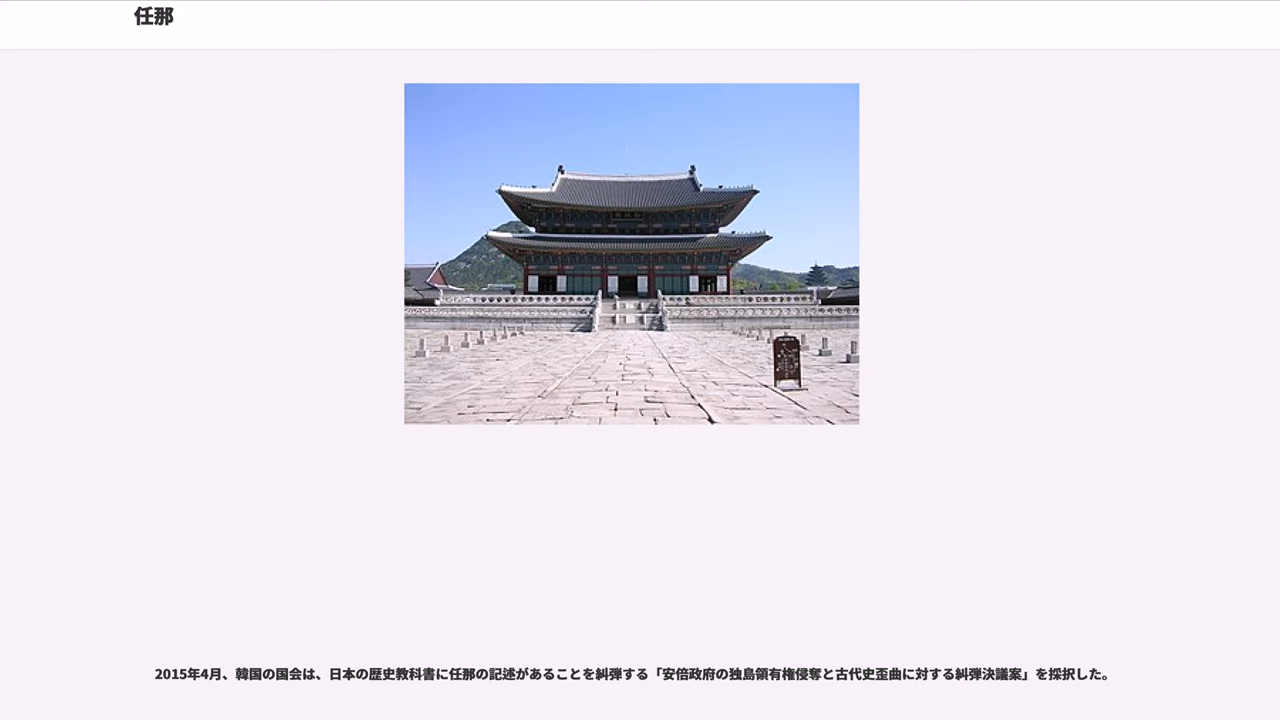 任那
2015年4月、韓国の国会は、日本の歴史教科書に任那の記述があることを糾弾する「安倍政府の独島領有権侵奪と古代史歪曲に対する糾弾決議案」を採択した。